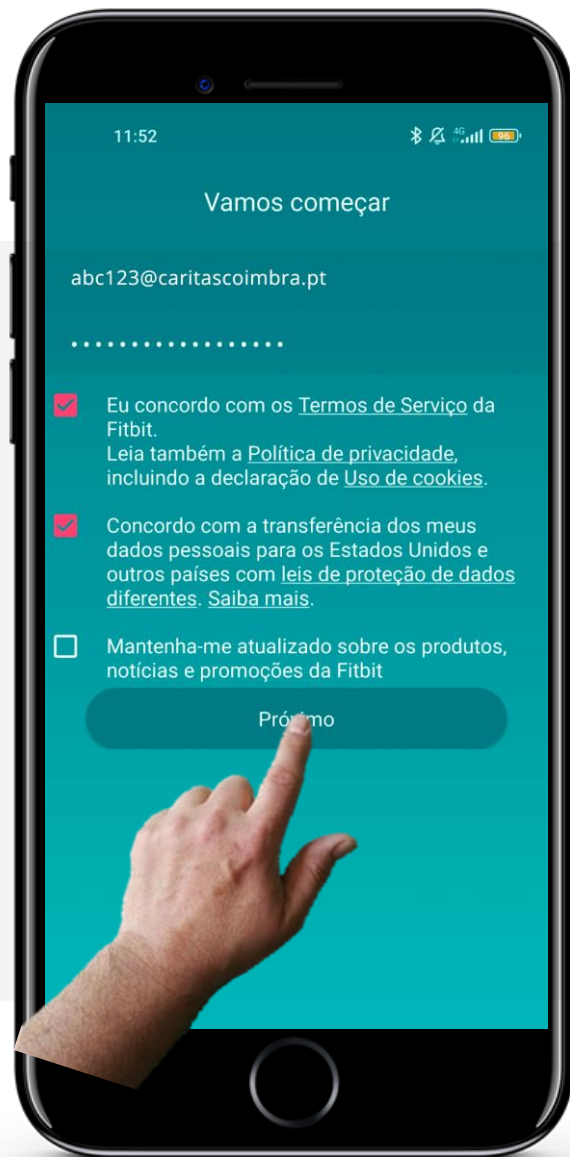 11:52
4G
96
Vamos começar
abc123@caritascoimbra.pt
Eu concordo com os Termos de Serviço da
Fitbit.
Leia também a Política de privacidade,
incluindo a declaração de Uso de cookies.
Concordo com a transferência dos meus
dados pessoais para os Estados Unidos e
outros países com leis de proteção de dados
diferentes. Saiba mais.
Mantenha-me atualizado sobre os produtos,
notícias e promoções da Fitbit
Próximo